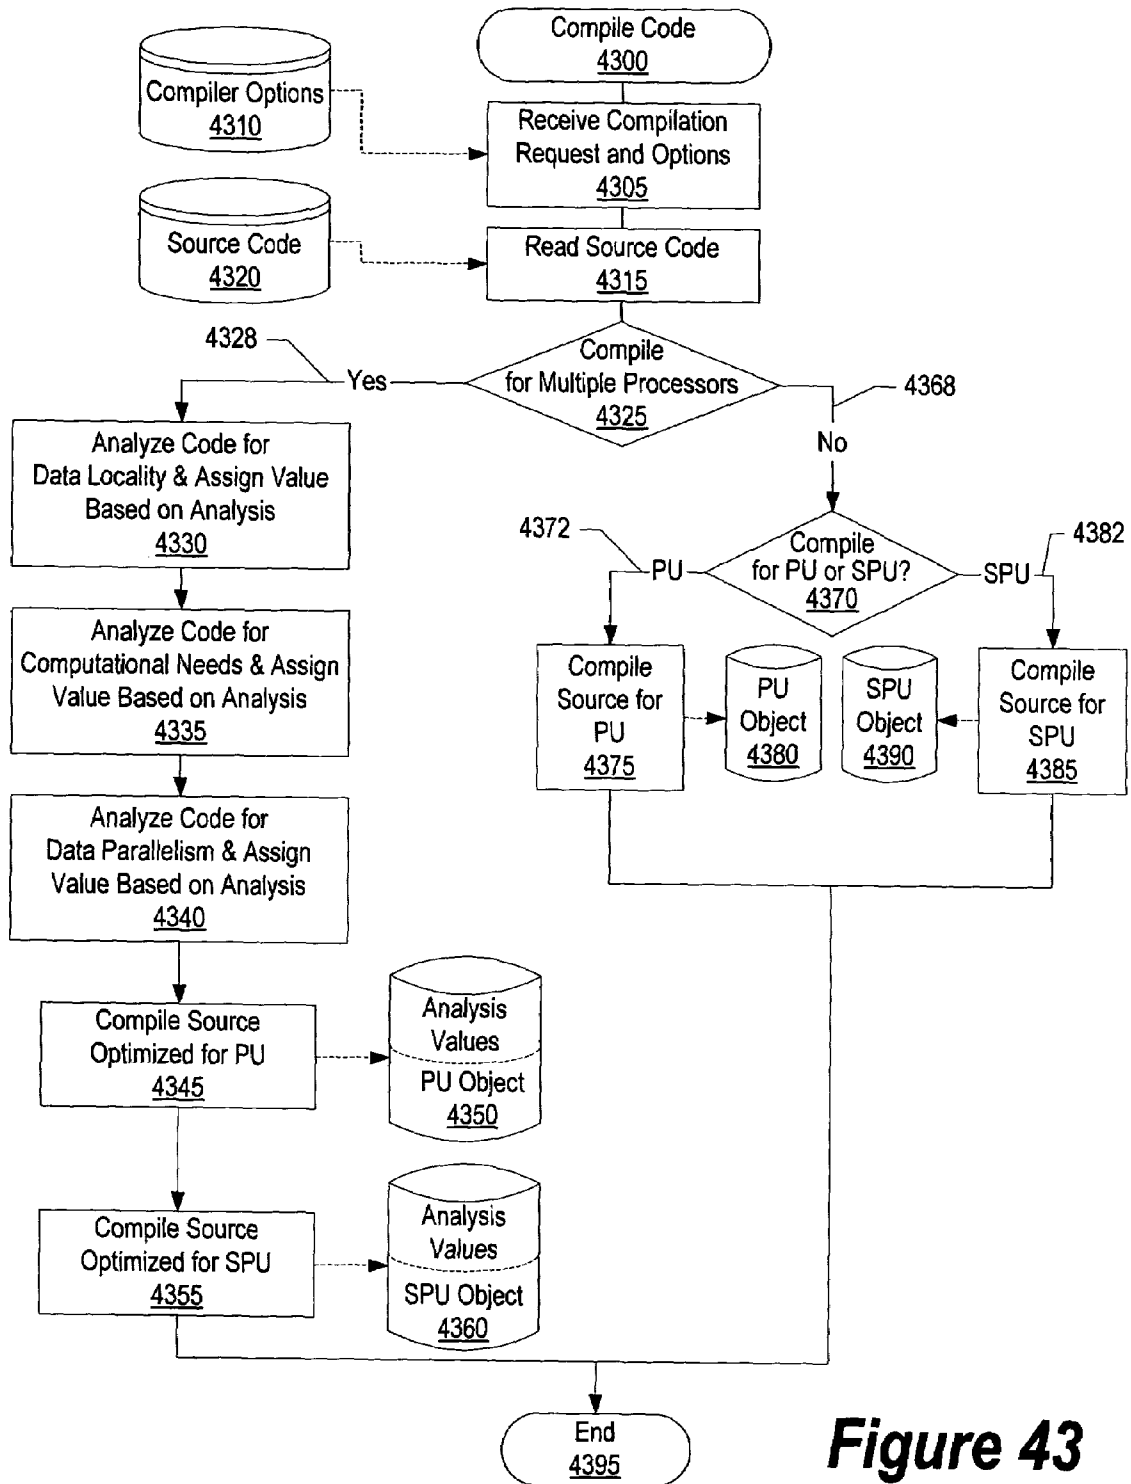 Compile Code
4300
Compiler Options
4310
Receive Compilation
Request and Options
4305
Source Code
4320
Read Source Code
4315
4328
Yes
Compile
for Multiple Processors
4325
4368
No
Analyze Code for
Data Locality & Assign Value
Based on Analysis
4330
4372
PU
Compile
for PU or SPU?
4370
SPU
4382
Analyze Code for
Computational Needs & Assign
Value Based on Analysis
4335
Compile
Source for
PU
4375
PU
Object
4380
SPU
Object
4390
Compile
Source for
SPU
4385
Analyze Code for
Data Parallelism & Assign
Value Based on Analysis
4340
Compile Source
Optimized for PU
4345
Analysis
Values
PU Object
4350
Compile Source
Optimized for SPU
4355
Analysis
Values
SPU Object
4360
End
4395
Figure 43